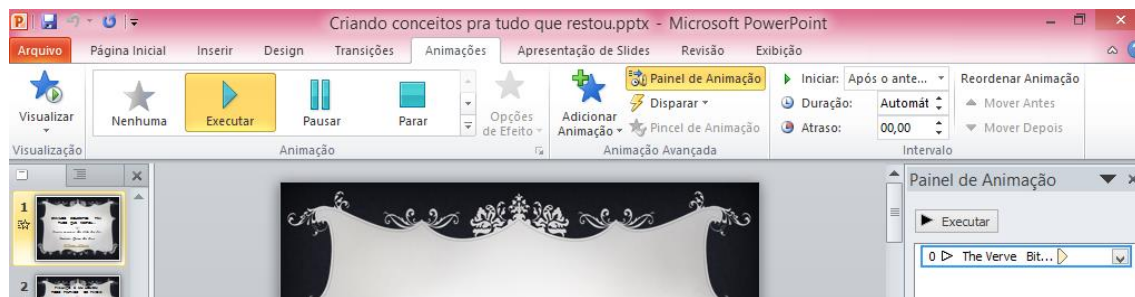 Criando conceitos pra tudo que restou.pptx - Microsoft PowerPoint
Arquivo Página Inicial Inserir Design Transições Animações Apresentação de Slides Revisão Exibição
Visualizar
Nenhuma Executar Pausar Parar
Opções de Efeito
Adicionar Animação
Painel de Animação
Disparar
Pincel de Animação
Iniciar: Após o ante...
Duração: Automát
Atraso: 00,00
Reordenar Animação
Mover Antes
Mover Depois
Visualização Animação Animação Avançada Intervalo
1
2
Painel de Animação
Executar
0 The Verve Bit...